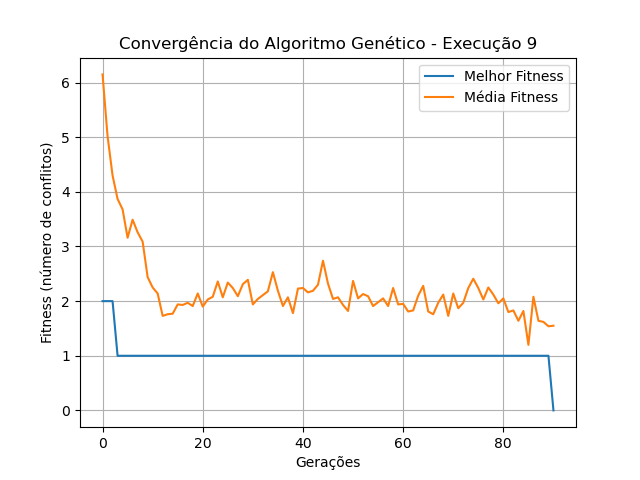 Convergência do Algoritmo Genético - Execução 9
Melhor Fitness
Média Fitness
Fitness (número de conflitos)
6
5
4
3
2
1
0
0 20 40 60 80
Gerações